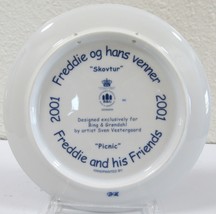 Freddie og hans venner
2001
2001
"Skovtur"
Designed exclusively for
Bing & Grøndahl
by artist Sven Vestergaard
"Picnic"
Freddie and his Friends